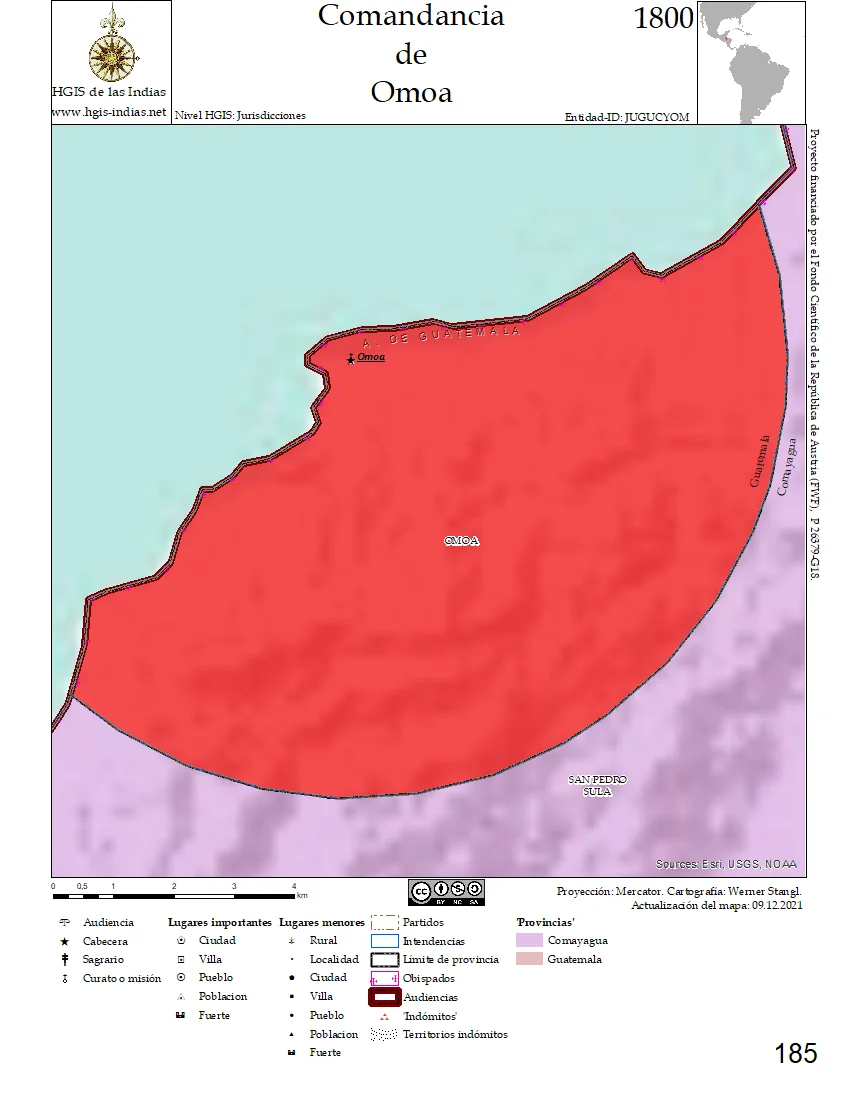 Comandancia
de
Omoa
1800
HGIS de las Indias
www.hgis-indias.net
Nivel HGIS: Jurisdicciones
Entidad-ID: JUGUCYOM
Proyecto financiado por el Fondo Científico de la República de Austria (FWF), P 26379-G18.
A. DE GUATEMALA
Omoa
Guatemala
Comayagua
OMOA
SAN PEDRO
SULA
Sources: Esri, USGS, NOAA
0 0,5 1 2 3 4
km
cc BY NC SA
Proyección: Mercator. Cartografía: Werner Stangl.
Actualización del mapa: 09.12.2021
Audiencia
Cabecera
Sagrario
Curato o misión
Lugares importantes
Ciudad
Villa
Pueblo
Poblacion
Fuerte
Lugares menores
Rural
Localidad
Ciudad
Villa
Pueblo
Poblacion
Fuerte
Partidos
Intendencias
Límite de provincia
Obispados
Audiencias
'Indómitos'
Territorios indómitos
'Provincias'
Comayagua
Guatemala
185